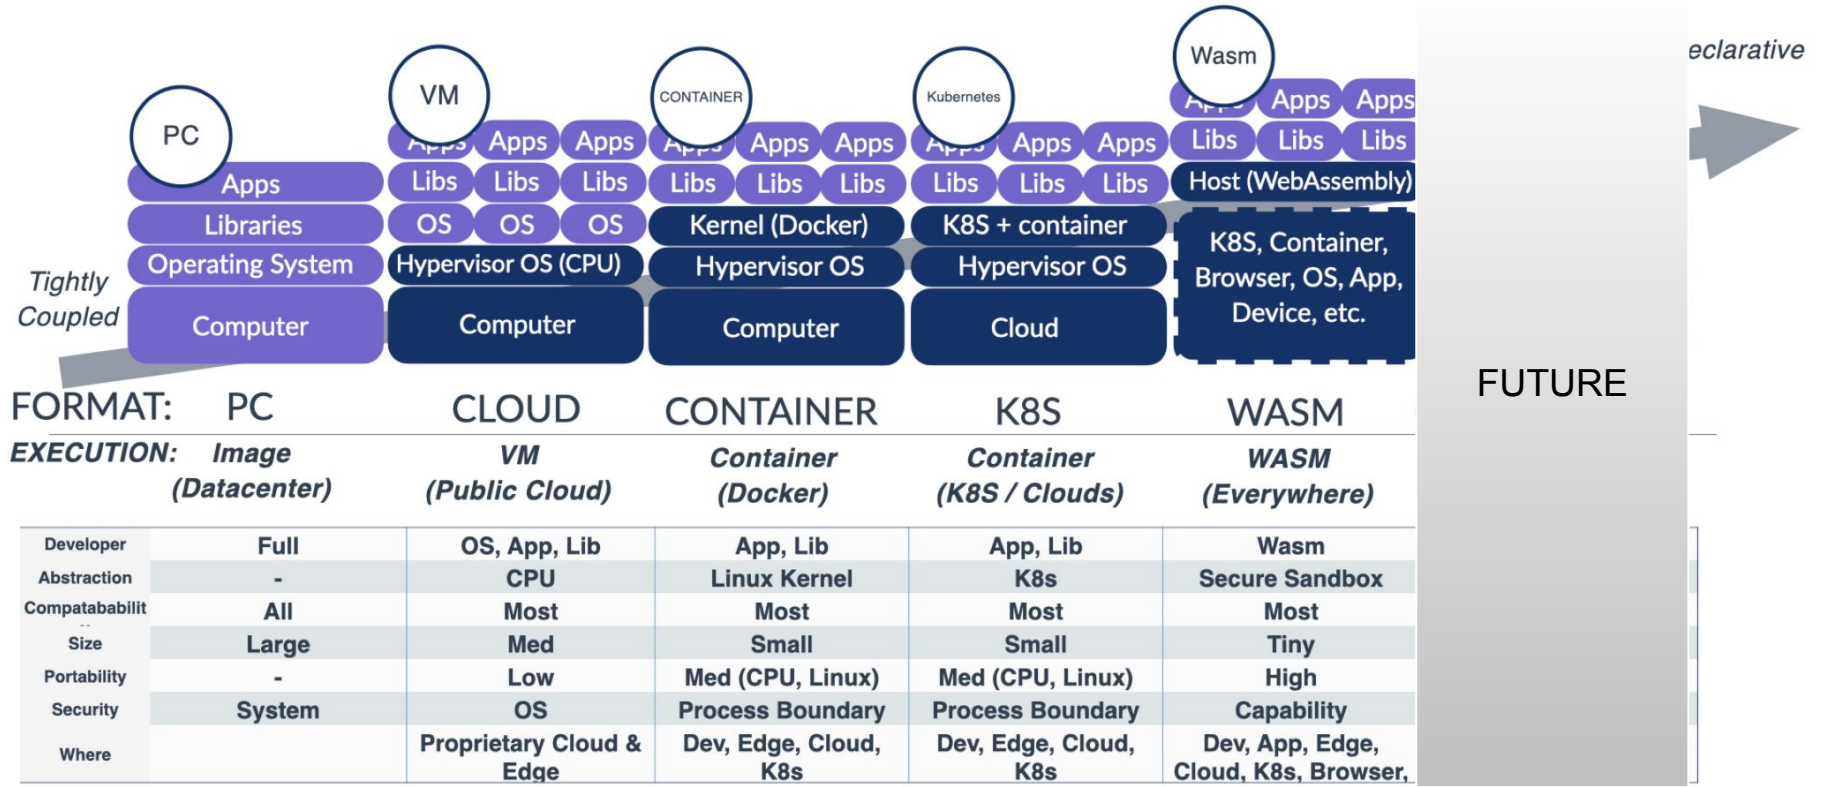 Wasm
eclarative
VM
CONTAINER
Kubernetes
PC
Apps Apps Apps
Apps Apps Apps
Apps Apps Apps
Apps Apps Apps
Libs Libs Libs
Host (WebAssembly)
Apps
Libs Libs Libs
Libs Libs Libs
Libs Libs Libs
Libraries
OS OS OS
Kernel (Docker)
K8S + container
K8S, Container,
Browser, OS, App,
Device, etc.
Operating System
Hypervisor OS (CPU)
Hypervisor OS
Hypervisor OS
Tightly
Coupled
Computer
Computer
Computer
Cloud
FUTURE
FORMAT: PC CLOUD CONTAINER K8S WASM
EXECUTION: Image VM Container Container WASM
(Datacenter) (Public Cloud) (Docker) (K8S / Clouds) (Everywhere)
Developer Full OS, App, Lib App, Lib App, Lib Wasm
Abstraction - CPU Linux Kernel K8s Secure Sandbox
Compatababilit All Most Most Most Most
Size Large Med Small Small Tiny
Portability - Low Med (CPU, Linux) Med (CPU, Linux) High
Security System OS Process Boundary Process Boundary Capability
Where Proprietary Cloud & Dev, Edge, Cloud, Dev, Edge, Cloud, Dev, App, Edge,
Edge K8s K8s Cloud, K8s, Browser,